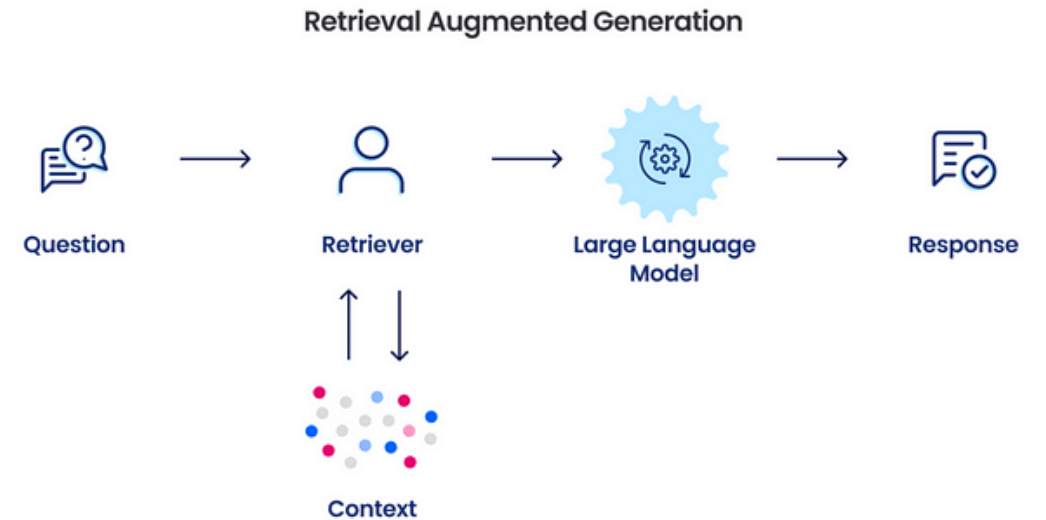 Retrieval Augmented Generation
Question
Retriever
Large Language
Model
Response
Context